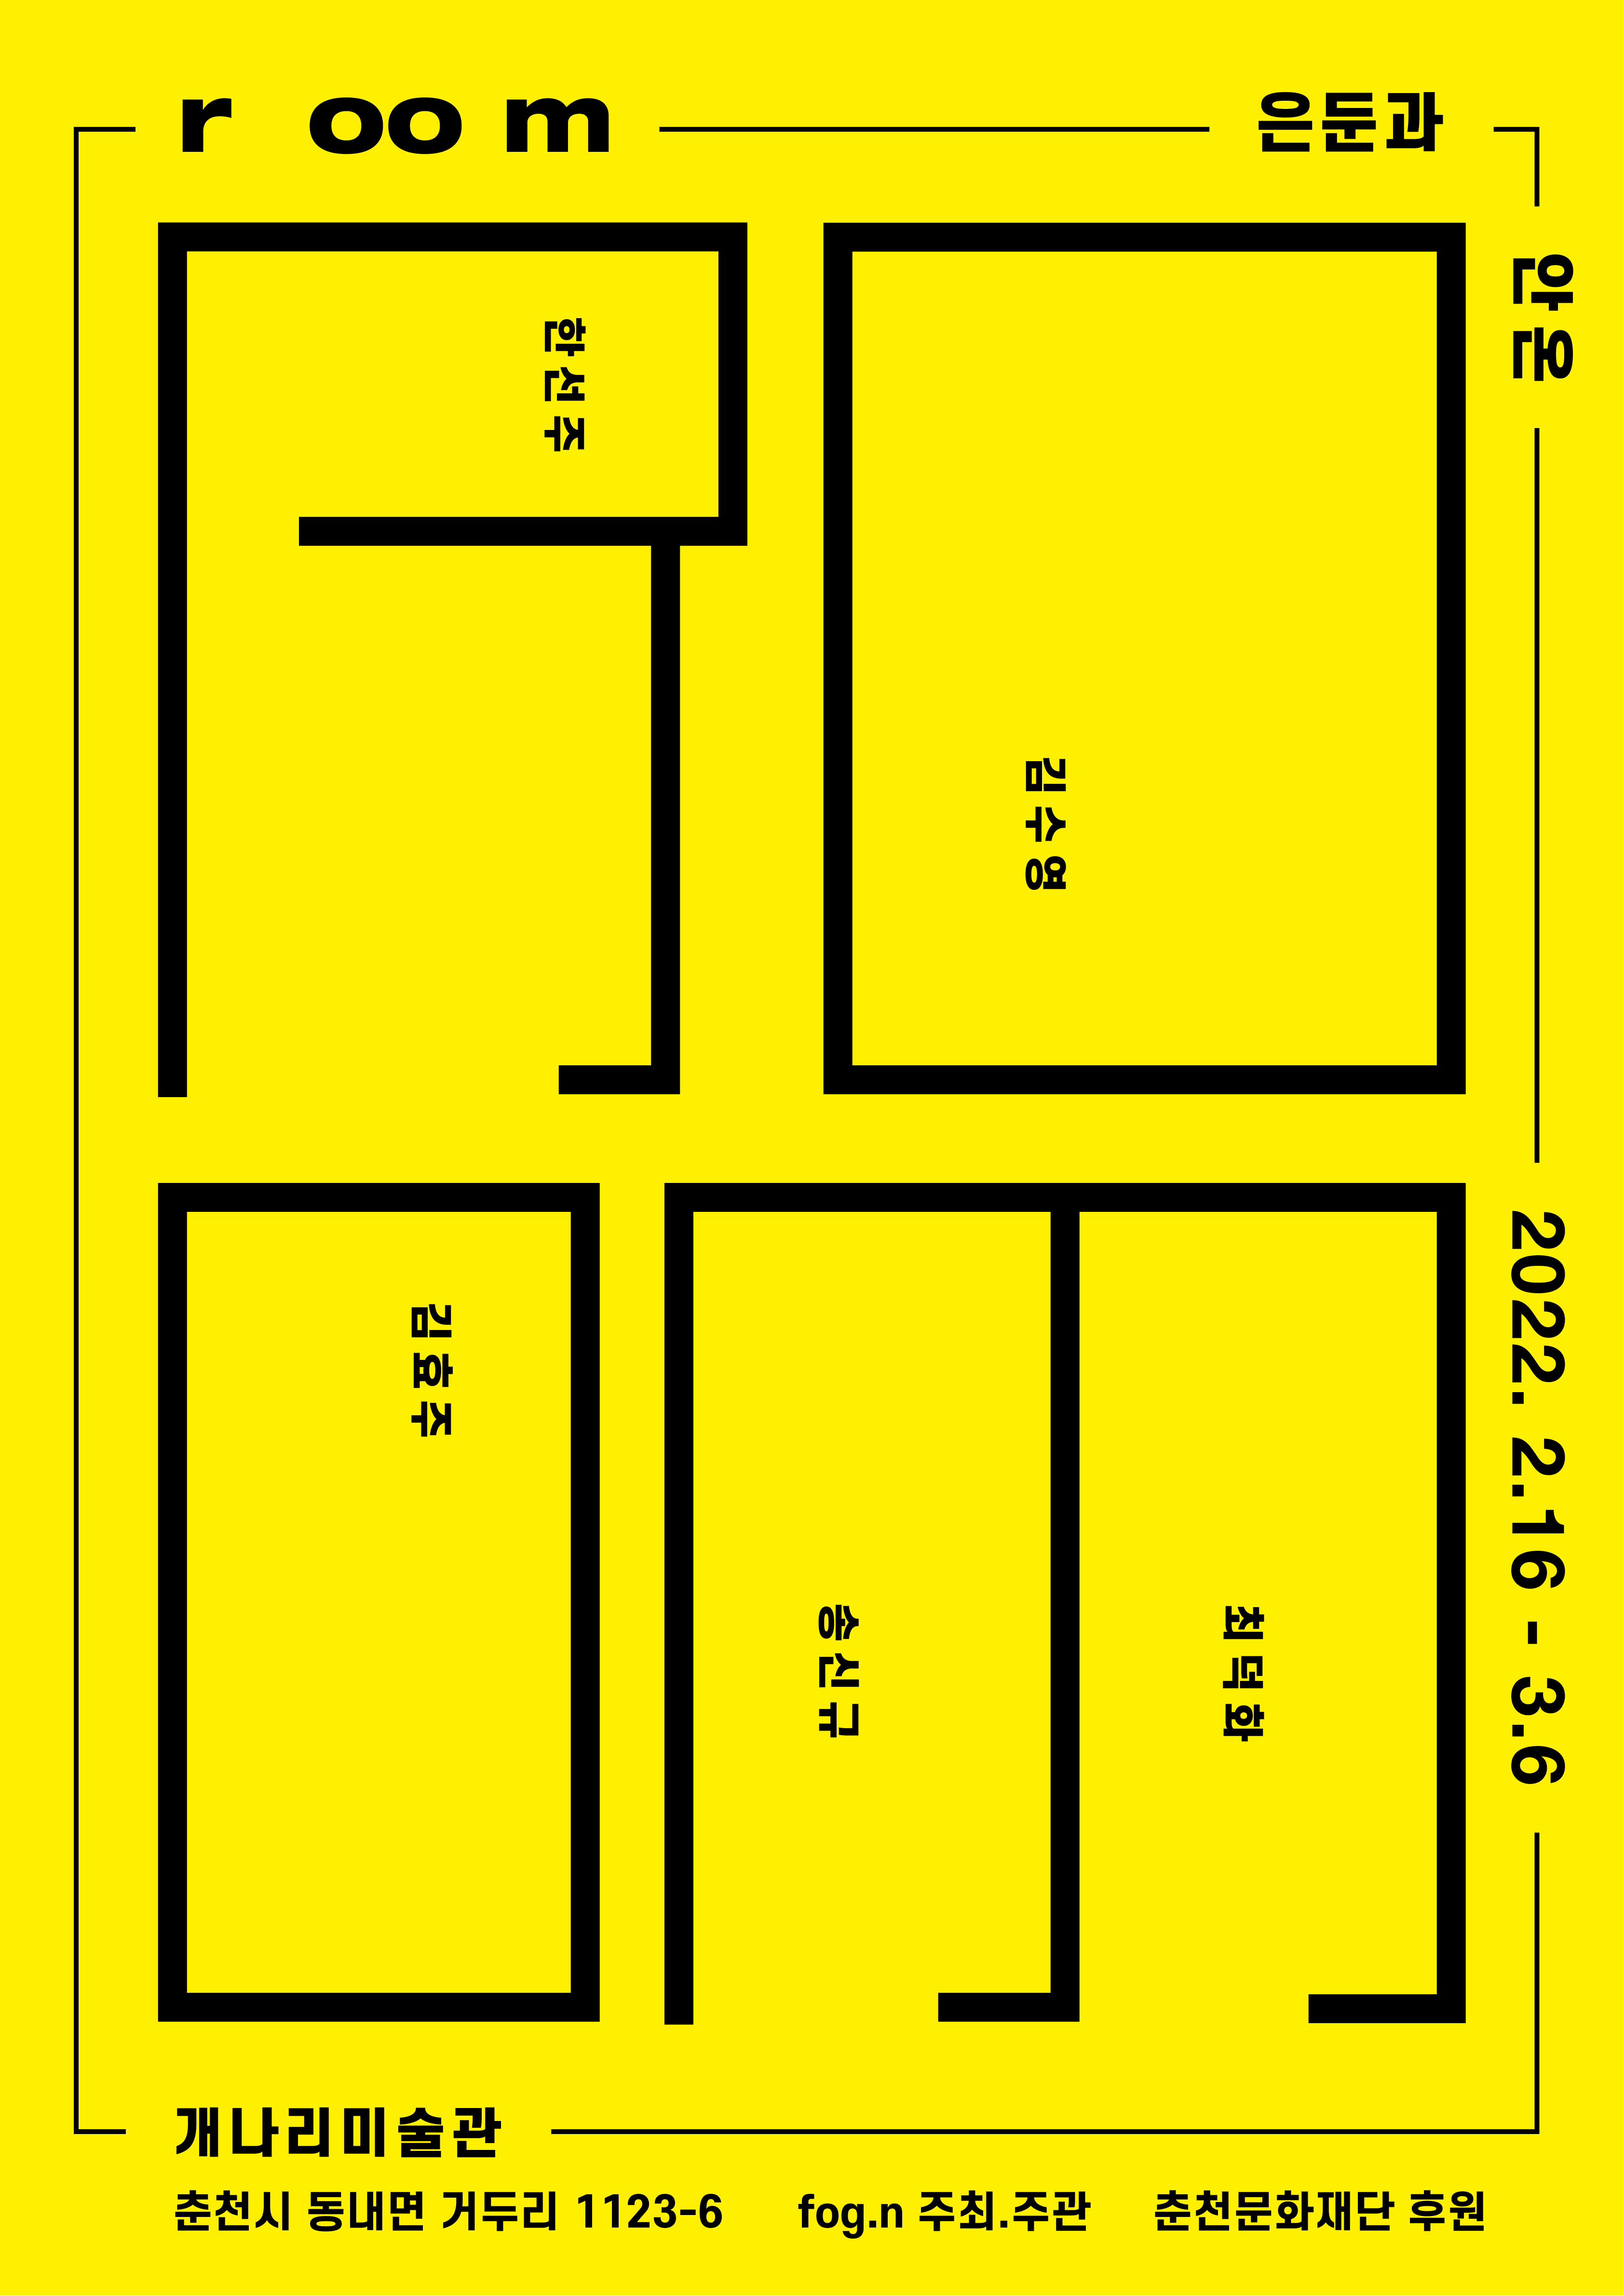 r oo m
은둔과
안온
한선주
김수영
2022. 2.16 - 3.6
김효주
송신규
최덕화
개나리미술관
춘천시 동내면 거두리 1123-6
fog.n 주최.주관
춘천문화재단 후원